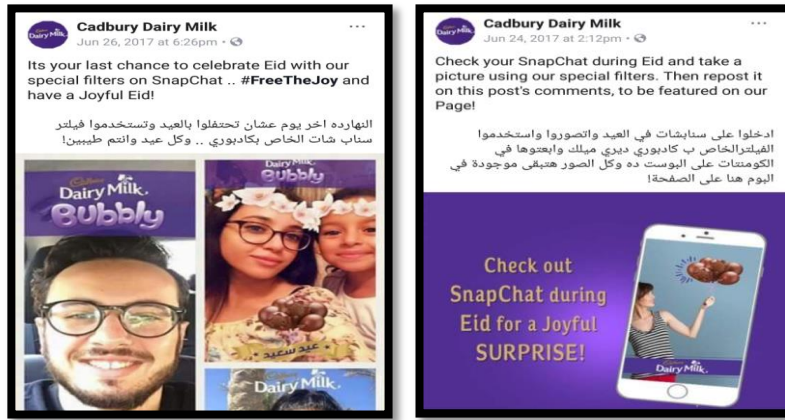 Cadbury Dairy Milk
Jun 26, 2017 at 6:26pm
Its your last chance to celebrate Eid with our
special filters on SnapChat .. #FreeTheJoy and
have a Joyful Eid!
النهارده اخر يوم عشان تحتفلوا بالعيد وتستخدموا فيلتر
سناب شات الخاص بكادبوري .. وكل عيد وانتم طيبين!
Cadbury
Dairy Milk.
Bubbly
Dairy Milk.
Bubbly
عيد سعيد
Dairy Milk.
Cadbury Dairy Milk
Jun 24, 2017 at 2:12pm
Check your SnapChat during Eid and take a
picture using our special filters. Then repost it
on this post's comments, to be featured on our
Page!
ادخلوا على سنابشات في العيد واتصوروا واستخدموا
الفيلترالخاص ب كادبوري ديري ميلك وابعتوها في
الكومنتات على البوست ده وكل الصور هتبقى موجودة في
البوم هنا على الصفحة!
Check out
SnapChat during
Eid for a Joyful
SURPRISE!
Dairy Milk